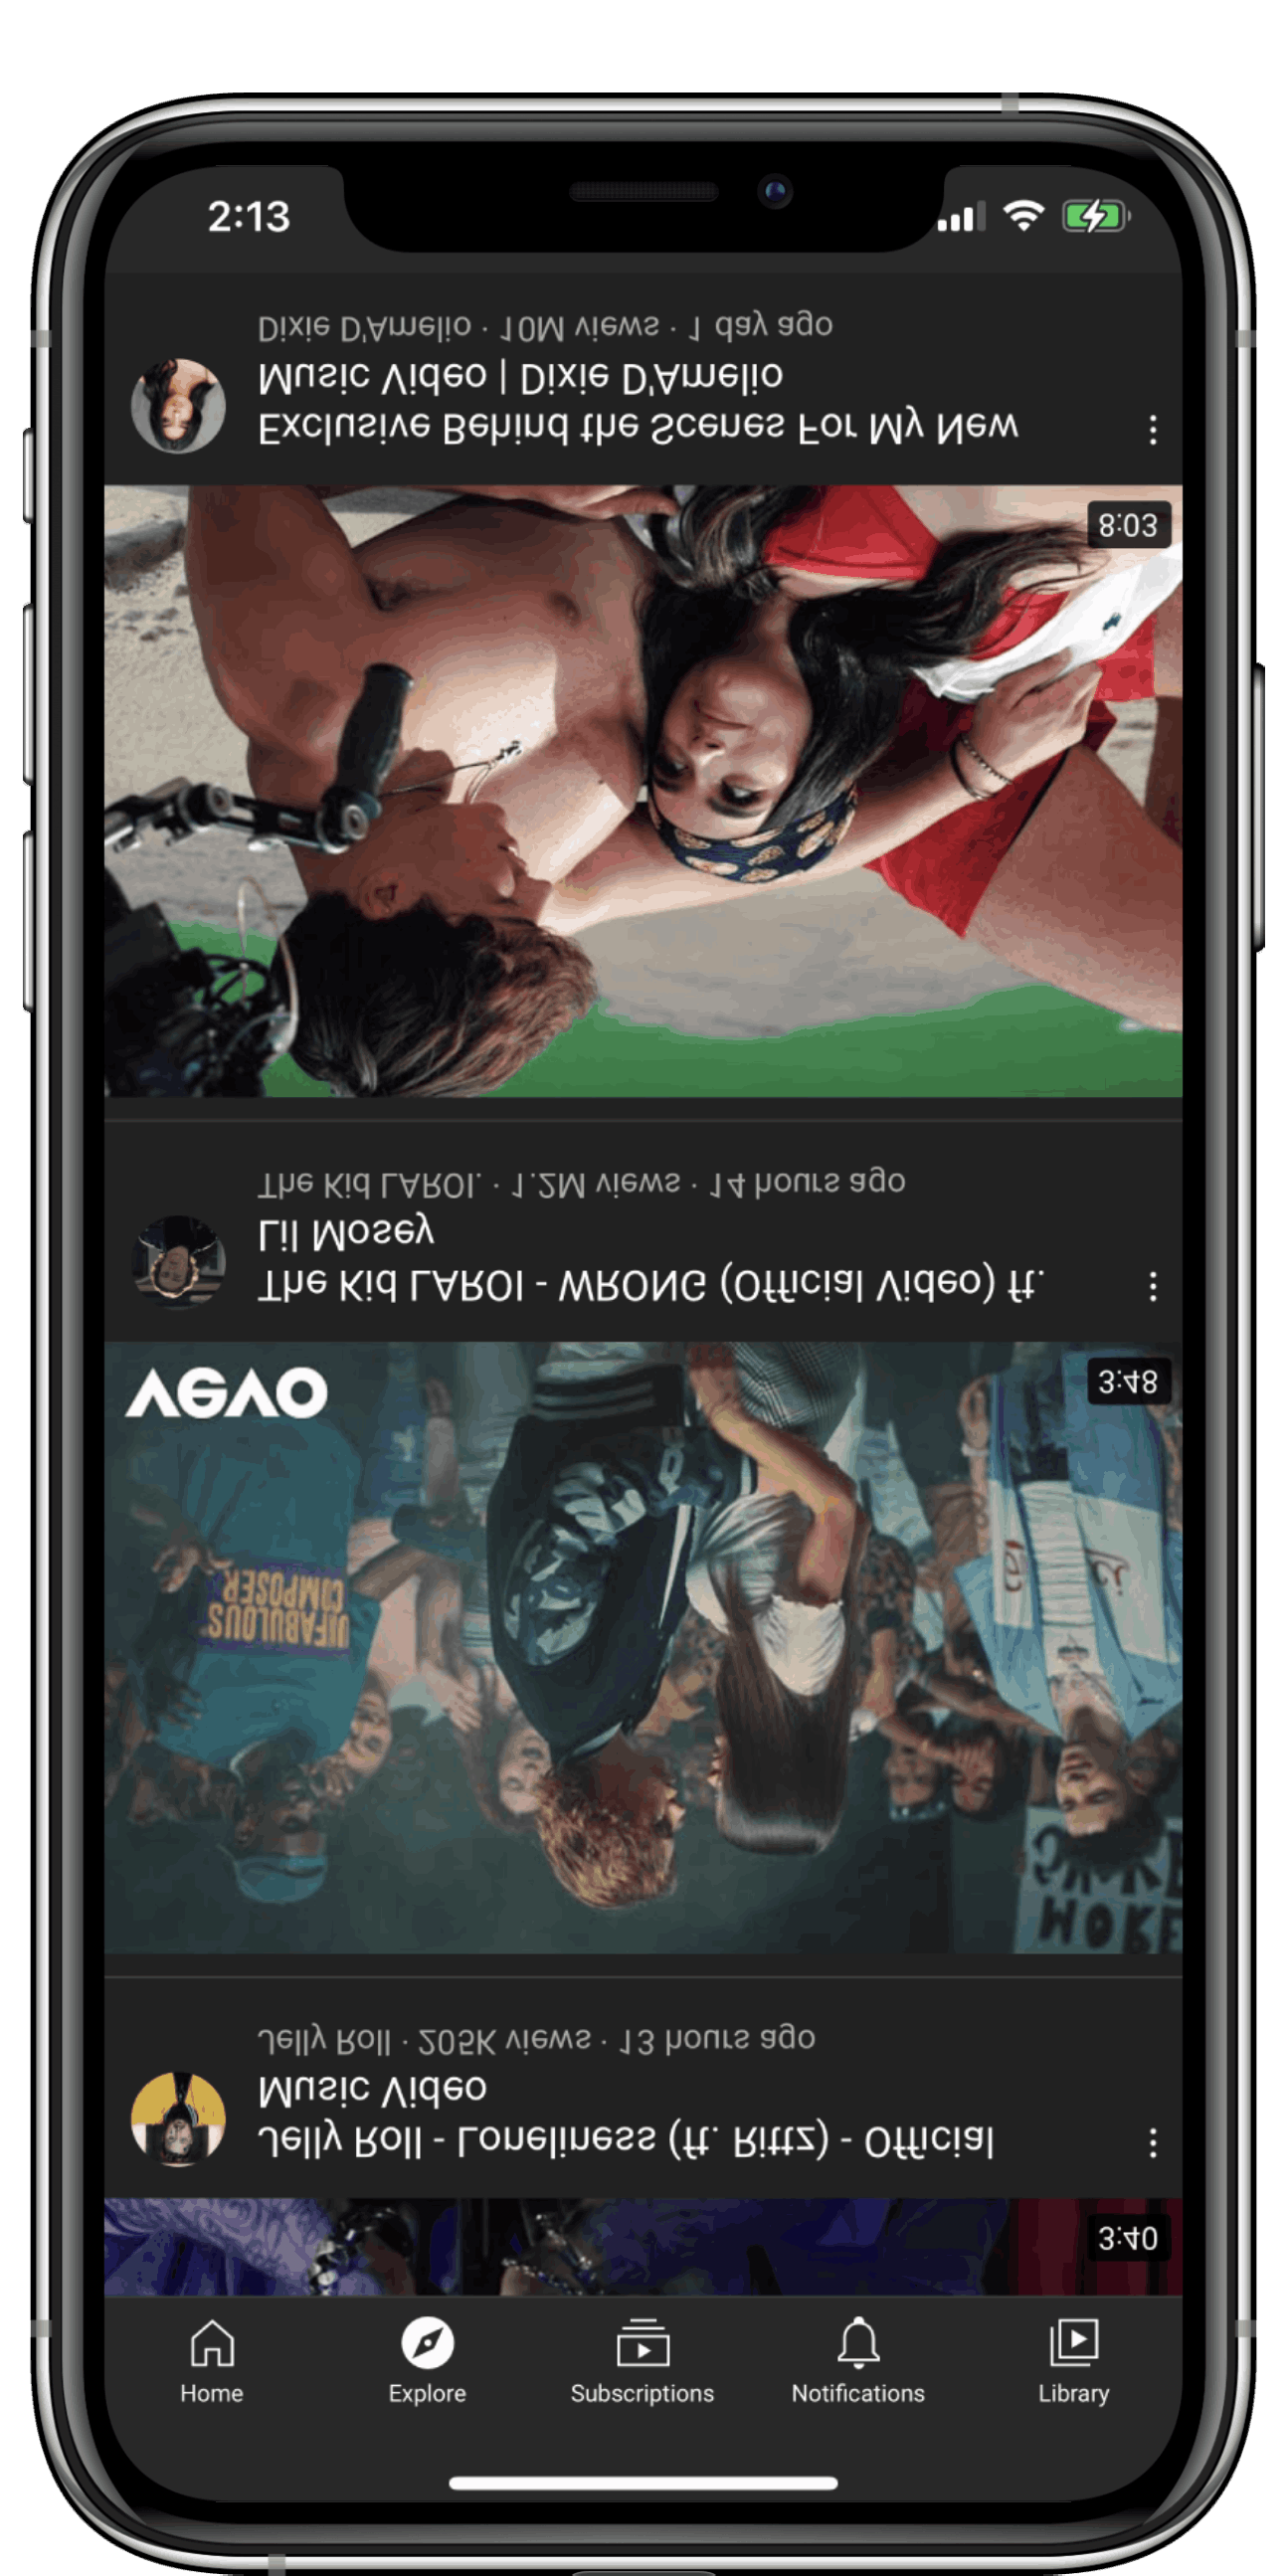 2:13
Exclusive Behind the Scenes For My New
Music Video | Dixie D'Amelio
Dixie D'Amelio · 10M views · 1 day ago
8:03
The Kid LAROI - WRONG (Official Video) ft.
Lil Mosey
The Kid LAROI. · 1.2M views · 14 hours ago
vevo
3:48
COMPOSER
MORE
Jelly Roll - Loneliness (ft. Rittz) - Official
Music Video
Jelly Roll · 205K views · 13 hours ago
3:40
Home
Explore
Subscriptions
Notifications
Library